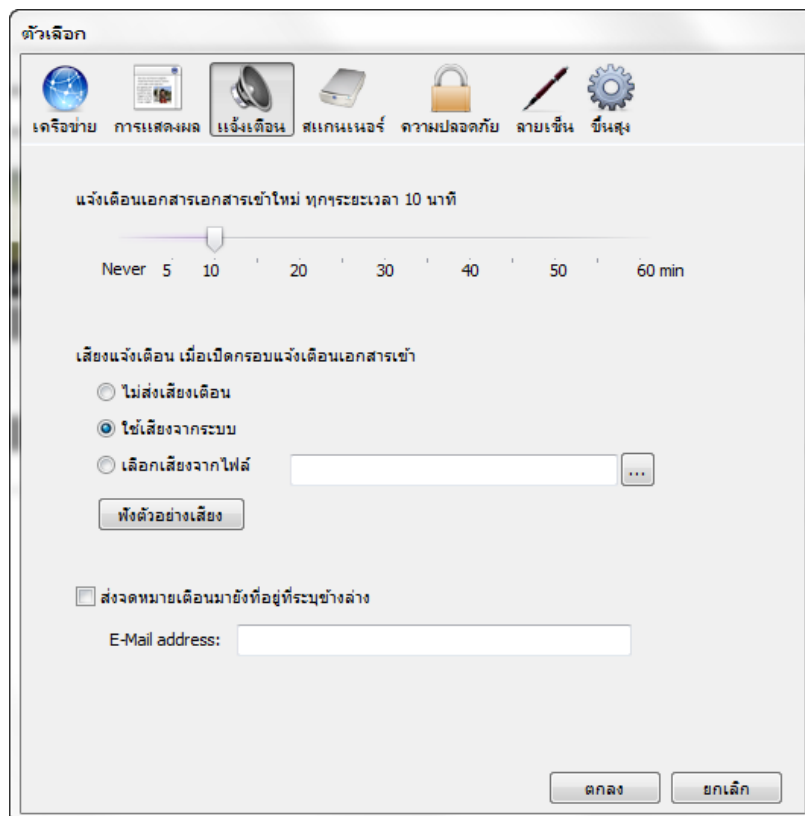 ตัวเลือก
เครือข่าย การแสดงผล แจ้งเตือน สแกนเนอร์ ความปลอดภัย ลายเซ็น ขั้นสูง
แจ้งเตือนเอกสารเอกสารเข้าใหม่ ทุกๆระยะเวลา 10 นาที
Never 5 10 20 30 40 50 60 min
เสียงแจ้งเตือน เมื่อเปิดกรอบแจ้งเตือนเอกสารเข้า
ไม่ส่งเสียงเตือน
ใช้เสียงจากระบบ
เลือกเสียงจากไฟล์ ...
ฟังตัวอย่างเสียง
ส่งจดหมายเตือนมายังที่อยู่ที่ระบุข้างล่าง
E-Mail address:
ตกลง ยกเลิก